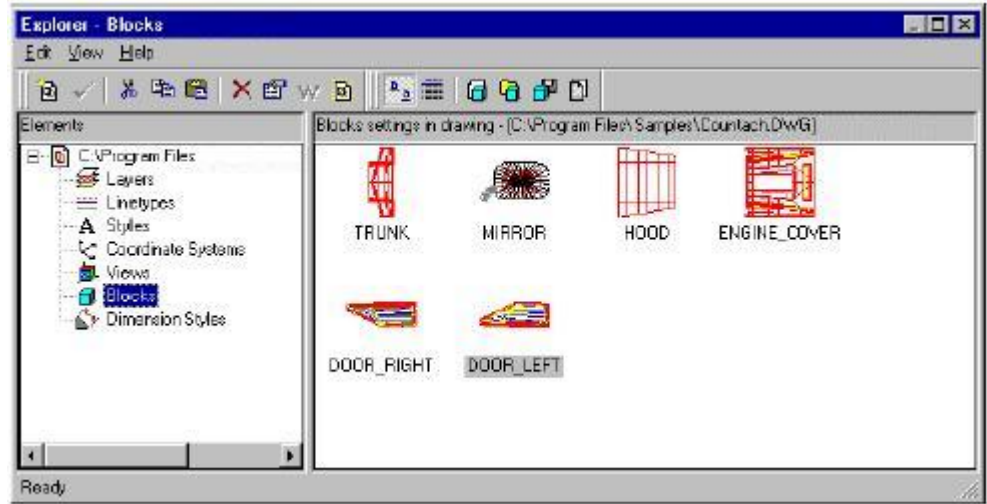 Explorer - Blocks
Edit View Help
Elements
Blocks settings in drawing - [C:\Program Files\Samples\Countach.DWG]
C:\Program Files
Layers
Linetypes
A Styles
Coordinate Systems
Views
Blocks
Dimension Styles
TRUNK MIRROR HOOD ENGINE_COVER
DOOR_RIGHT DOOR_LEFT
Ready